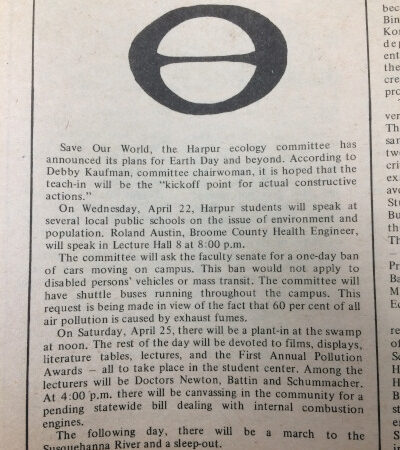 Save Our World, the Harpur ecology committee has
announced its plans for Earth Day and beyond. According to
Debby Kaufman, committee chairwoman, it is hoped that the
teach-in will be the "kickoff point for actual constructive
actions."
On Wednesday, April 22, Harpur students will speak at
several local public schools on the issue of environment and
population. Roland Austin, Broome County Health Engineer,
will speak in Lecture Hall 8 at 8:00 p.m.
The committee will ask the faculty senate for a one-day ban
of cars moving on campus. This ban would not apply to
disabled persons' vehicles or mass transit. The committee will
have shuttle buses running throughout the campus. This
request is being made in view of the fact that 60 per cent of all
air pollution is caused by exhaust fumes.
On Saturday, April 25, there will be a plant-in at the swamp
at noon. The rest of the day will be devoted to films, displays,
literature tables, lectures, and the First Annual Pollution
Awards — all to take place in the student center. Among the
lecturers will be Doctors Newton, Battin and Schummacher.
At 4:00 p.m. there will be canvassing in the community for a
pending statewide bill dealing with internal combustion
engines.
The following day, there will be a march to the
Susquehanna River and a sleep-out.